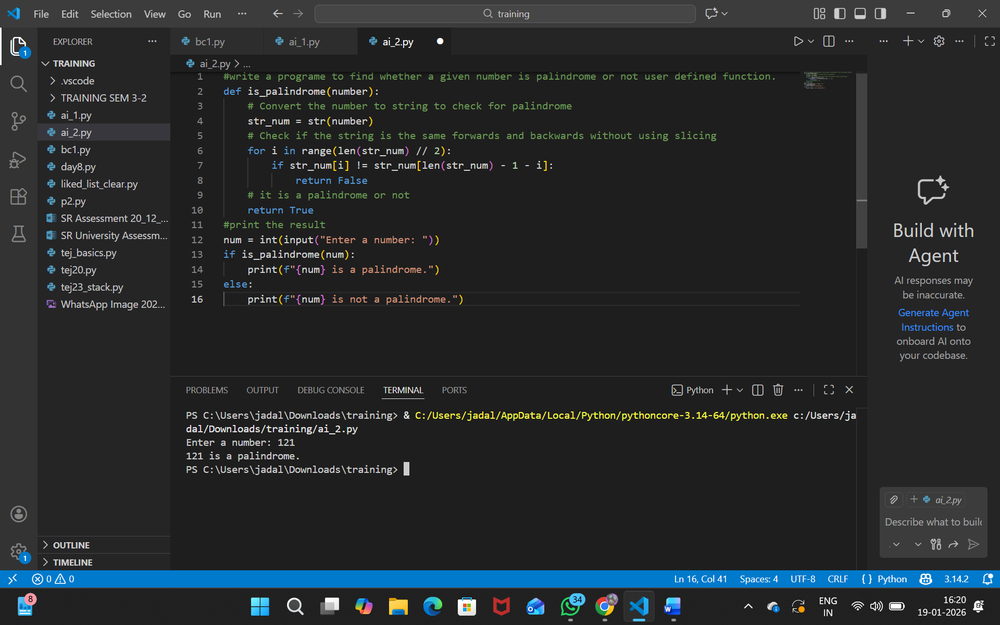 File Edit Selection View Go Run ... training
EXPLORER ...
TRAINING
.vscode
TRAINING SEM 3-2
ai_1.py
ai_2.py
bc1.py
day8.py
liked_list_clear.py
p2.py
SR Assessment 20_12_...
SR University Assessm...
tej_basics.py
tej20.py
tej23_stack.py
WhatsApp Image 202...
OUTLINE
TIMELINE
bc1.py ai_1.py ai_2.py
ai_2.py > ...
1 #write a programe to find whether a given number is palindrome or not user defined function.
2 def is_palindrome(number):
3 # Convert the number to string to check for palindrome
4 str_num = str(number)
5 # Check if the string is the same forwards and backwards without using slicing
6 for i in range(len(str_num) // 2):
7 if str_num[i] != str_num[len(str_num) - 1 - i]:
8 return False
9 # it is a palindrome or not
10 return True
11 #print the result
12 num = int(input("Enter a number: "))
13 if is_palindrome(num):
14 print(f"{num} is a palindrome.")
15 else:
16 print(f"{num} is not a palindrome.")
PROBLEMS OUTPUT DEBUG CONSOLE TERMINAL PORTS Python
PS C:\Users\jadal\Downloads\training> & C:/Users/jadal/AppData/Local/Python/pythoncore-3.14-64/python.exe c:/Users/ja
dal/Downloads/training/ai_2.py
Enter a number: 121
121 is a palindrome.
PS C:\Users\jadal\Downloads\training>
Build with
Agent
AI responses may
be inaccurate.
Generate Agent
Instructions to
onboard AI onto
your codebase.
ai_2.py
Describe what to build
0 0 Ln 16, Col 41 Spaces: 4 UTF-8 CRLF { } Python 3.14.2
8 34 ENG
IN
16:20
19-01-2026